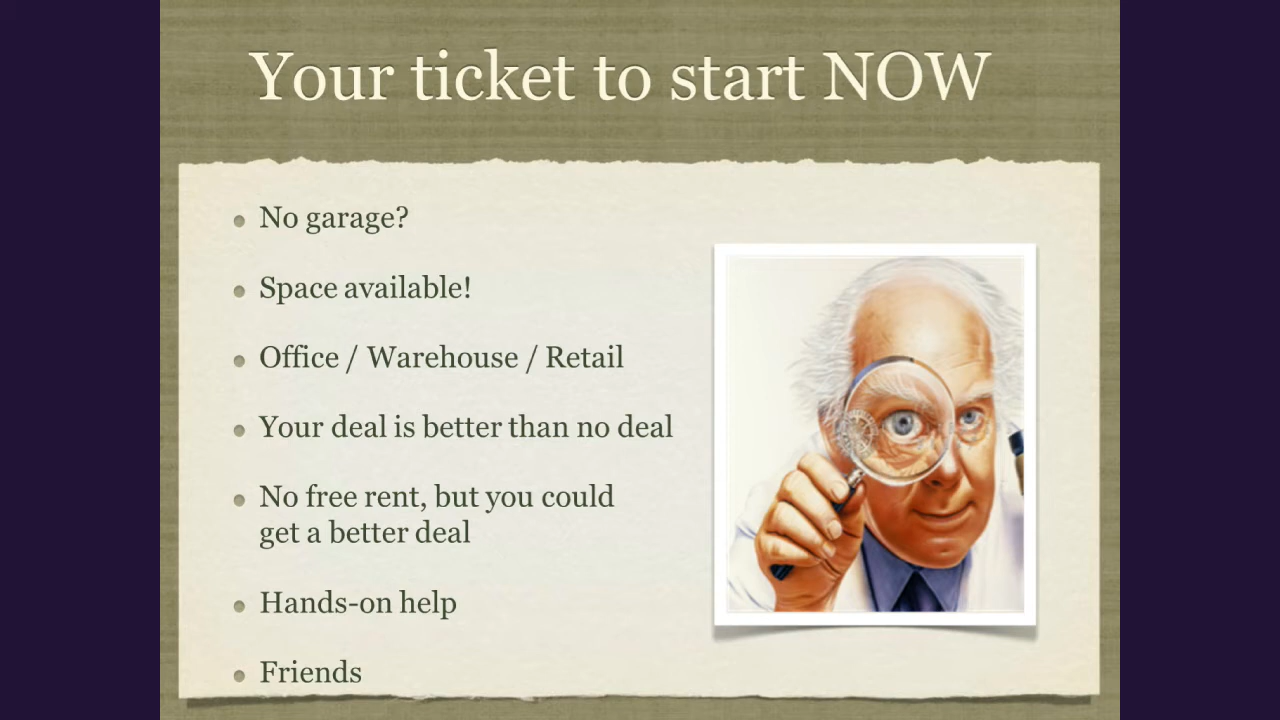 Your ticket to start NOW
No garage?
Space available!
Office / Warehouse / Retail
Your deal is better than no deal
No free rent, but you could
get a better deal
Hands-on help
Friends